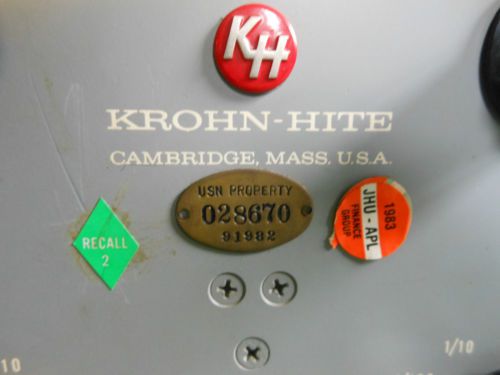 KH
KROHN-HITE
CAMBRIDGE, MASS. U.S.A.
USN PROPERTY
028670
91982
RECALL
2
1983
JHU - APL
FINANCE
GROUP
10
1/10